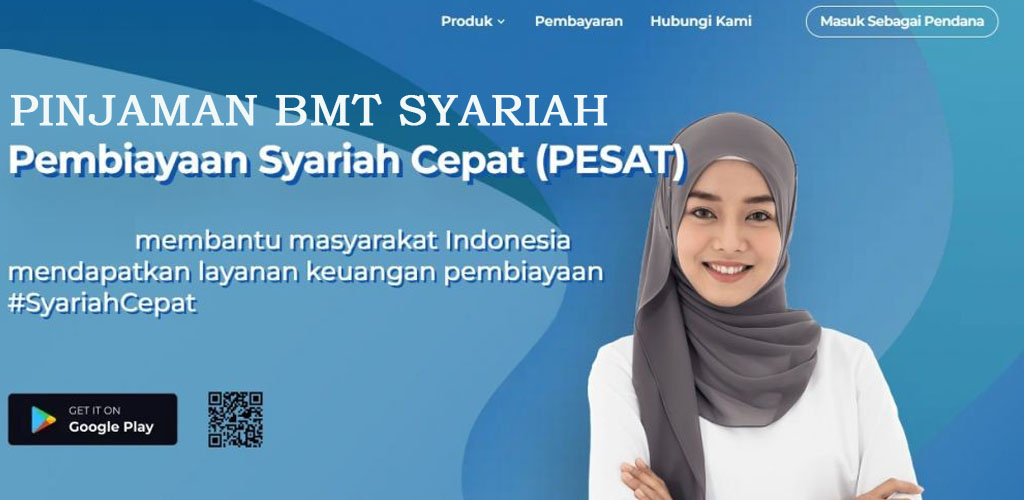 Produk Pembayaran Hubungi Kami Masuk Sebagai Pendana
PINJAMAN BMT SYARIAH
Pembiayaan Syariah Cepat (PESAT)
membantu masyarakat Indonesia
mendapatkan layanan keuangan pembiayaan
#SyariahCepat
GET IT ON
Google Play